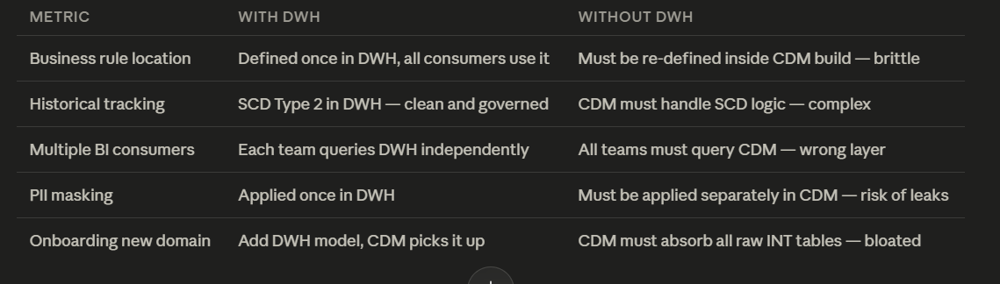 METRIC WITH DWH WITHOUT DWH
Business rule location Defined once in DWH, all consumers use it Must be re-defined inside CDM build — brittle
Historical tracking SCD Type 2 in DWH — clean and governed CDM must handle SCD logic — complex
Multiple BI consumers Each team queries DWH independently All teams must query CDM — wrong layer
PII masking Applied once in DWH Must be applied separately in CDM — risk of leaks
Onboarding new domain Add DWH model, CDM picks it up CDM must absorb all raw INT tables — bloated